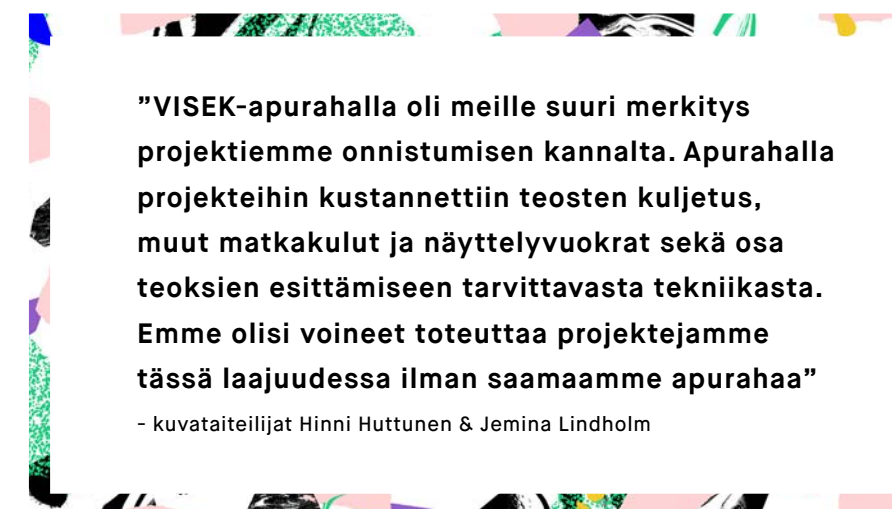 ”VISEK-apurahalla oli meille suuri merkitys
projektiemme onnistumisen kannalta. Apurahalla
projekteihin kustannettiin teosten kuljetus,
muut matkakulut ja näyttelyvuokrat sekä osa
teoksien esittämiseen tarvittavasta tekniikasta.
Emme olisi voineet toteuttaa projektejamme
tässä laajuudessa ilman saamaamme apurahaa”
- kuvataiteilijat Hinni Huttunen & Jemina Lindholm